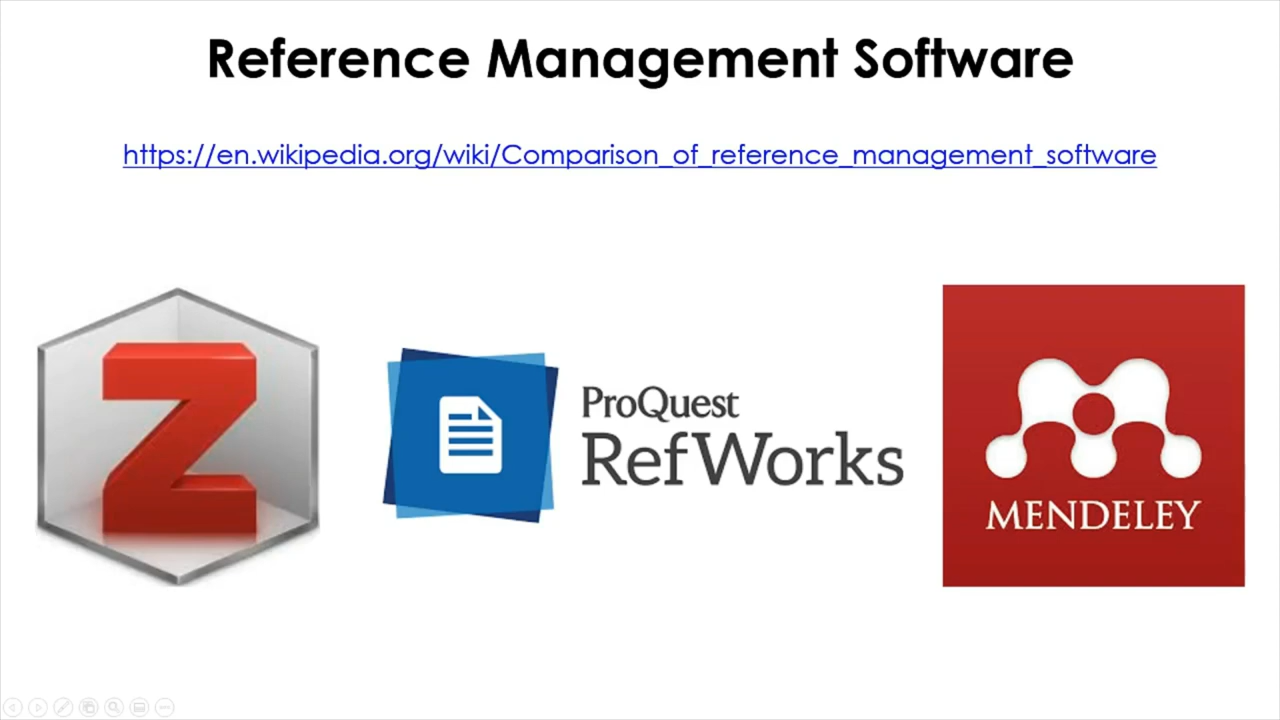 Reference Management Software
https://en.wikipedia.org/wiki/Comparison_of_reference_management_software
Z
ProQuest
RefWorks
MENDELEY